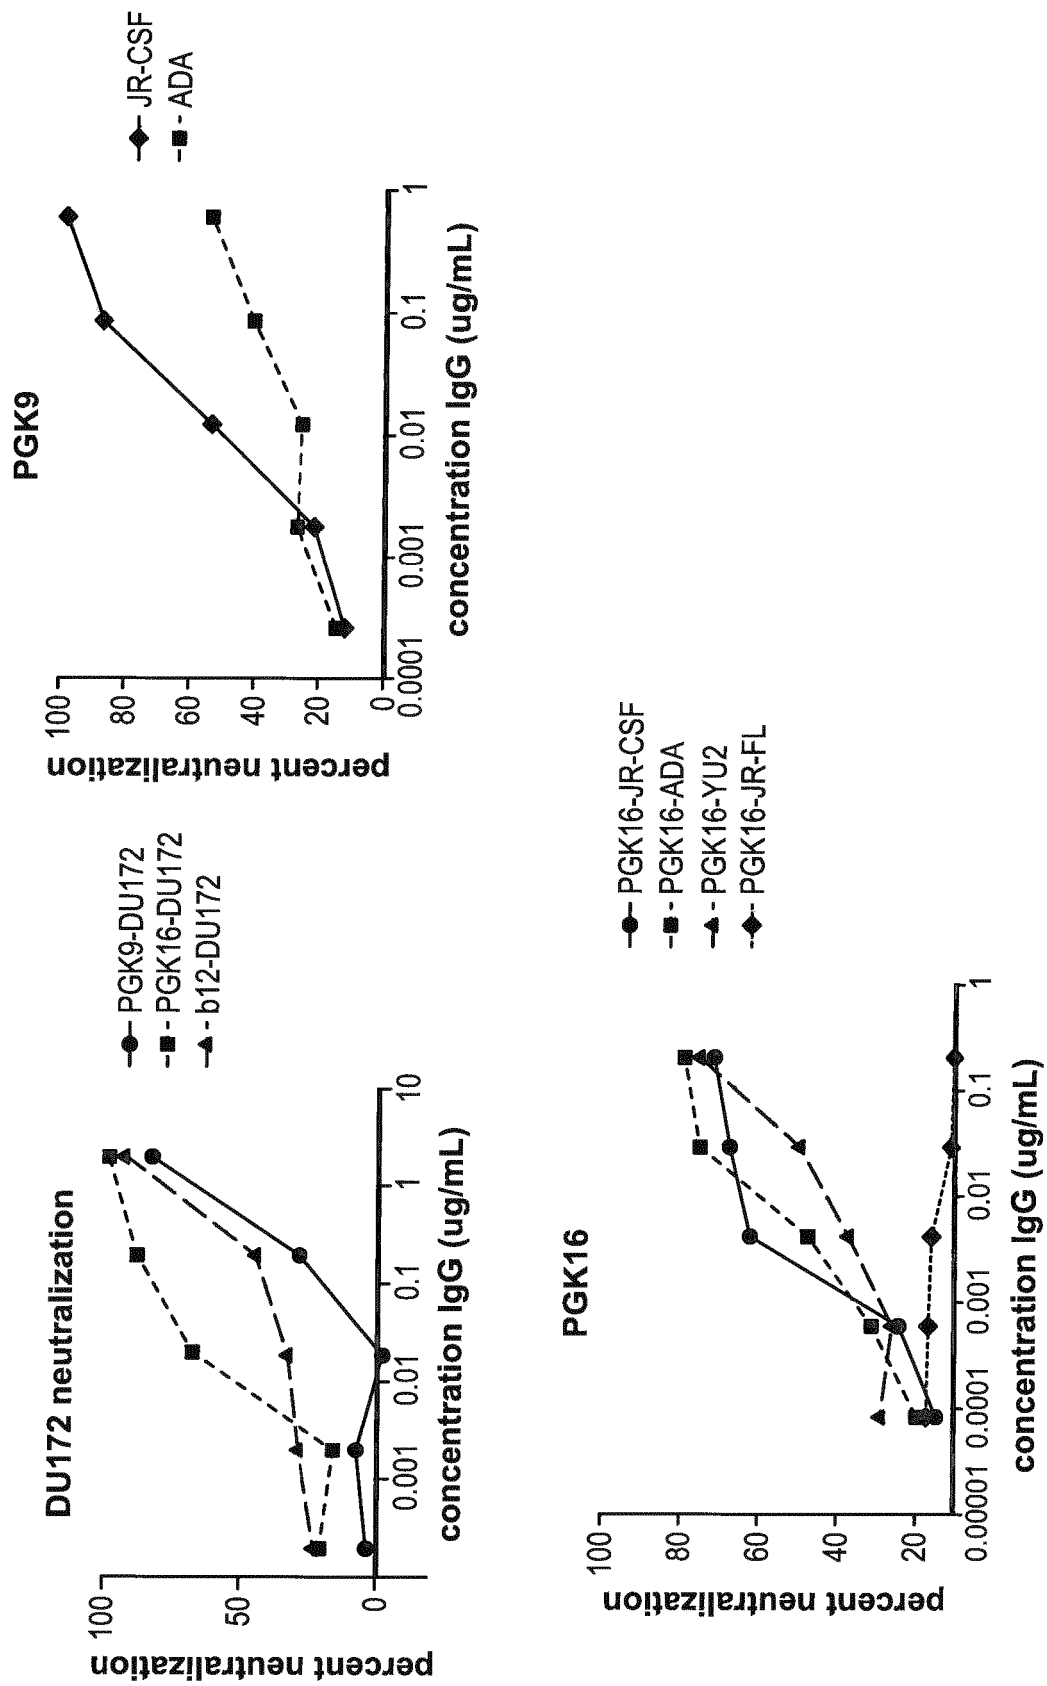 DU172 neutralization
percent neutralization
100
50
0
0.001
0.01
0.1
1
10
concentration IgG (ug/mL)
PGK9-DU172
PGK16-DU172
b12-DU172
PGK9
percent neutralization
100
80
60
40
20
0
0.0001
0.001
0.01
0.1
1
concentration IgG (ug/mL)
JR-CSF
ADA
PGK16
percent neutralization
100
80
60
40
20
0.00001
0.0001
0.001
0.01
0.1
1
concentration IgG (ug/mL)
PGK16-JR-CSF
PGK16-ADA
PGK16-YU2
PGK16-JR-FL